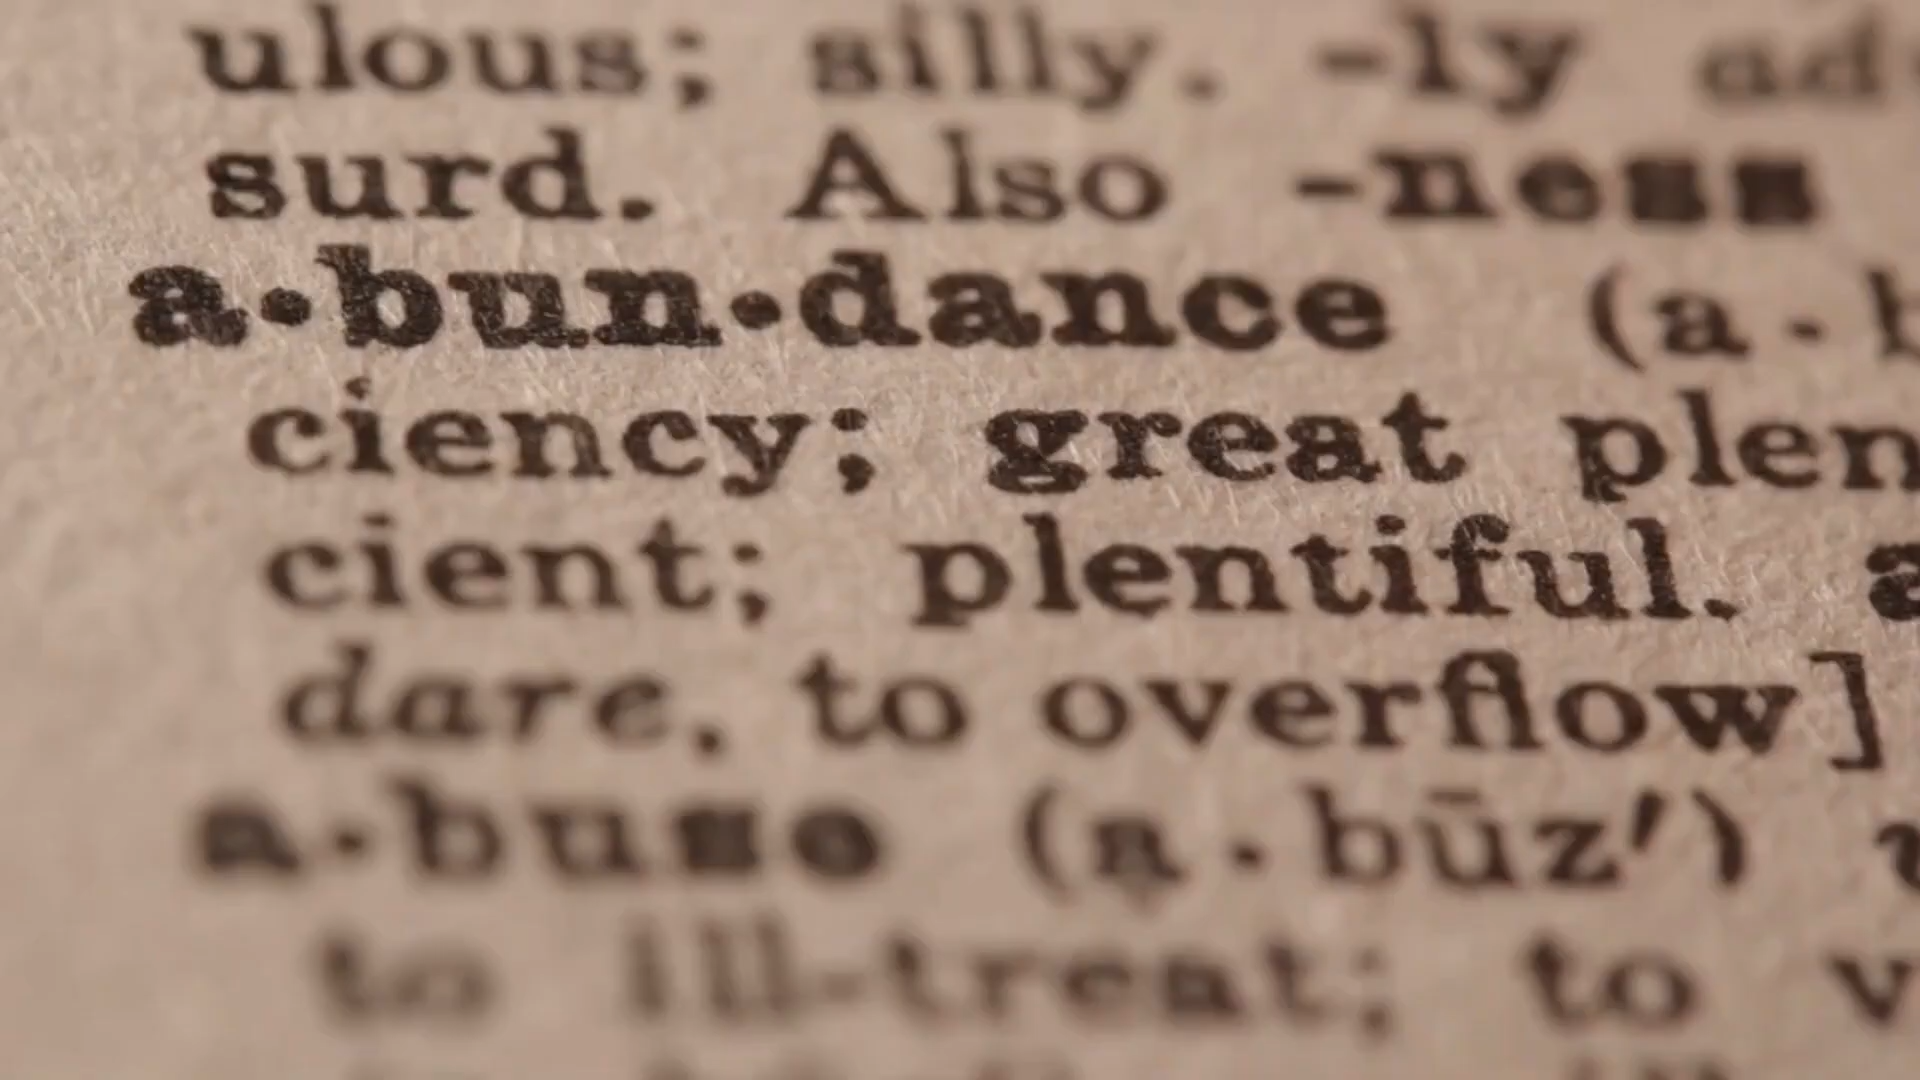 ulous; silly. -ly ad
surd. Also -ness
a·bun·dance (a·b
ciency; great plen
cient; plentiful. a
dare, to overflow]
a·buse (a·būz′) v
to ill-treat; to v